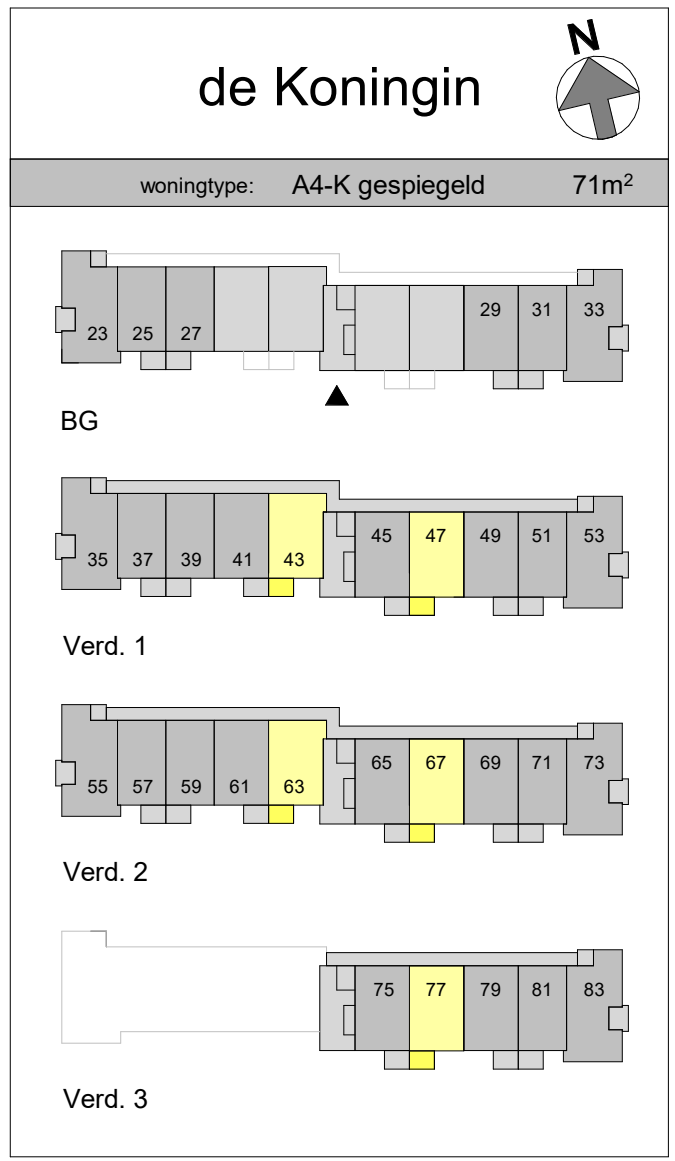 N
de Koningin
woningtype: A4-K gespiegeld 71m²
23 25 27 29 31 33
BG
35 37 39 41 43 45 47 49 51 53
Verd. 1
55 57 59 61 63 65 67 69 71 73
Verd. 2
75 77 79 81 83
Verd. 3